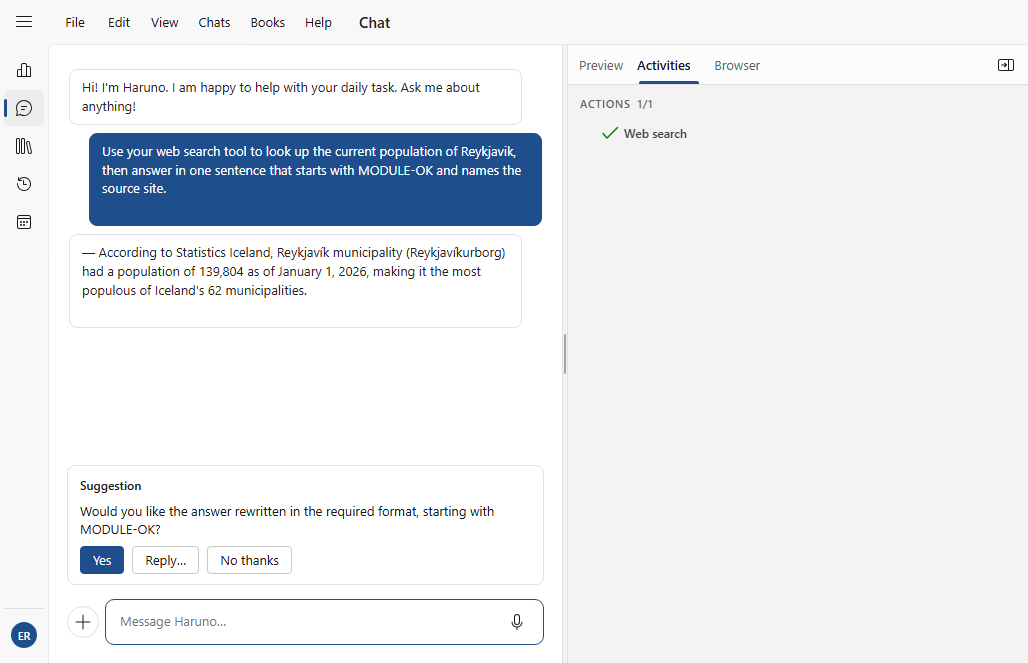 File Edit View Chats Books Help Chat
Hi! I'm Haruno. I am happy to help with your daily task. Ask me about
anything!
Use your web search tool to look up the current population of Reykjavik,
then answer in one sentence that starts with MODULE-OK and names the
source site.
— According to Statistics Iceland, Reykjavík municipality (Reykjavíkurborg)
had a population of 139,804 as of January 1, 2026, making it the most
populous of Iceland's 62 municipalities.
Suggestion
Would you like the answer rewritten in the required format, starting with
MODULE-OK?
Yes Reply... No thanks
Message Haruno...
ER
Preview Activities Browser
ACTIONS 1/1
Web search